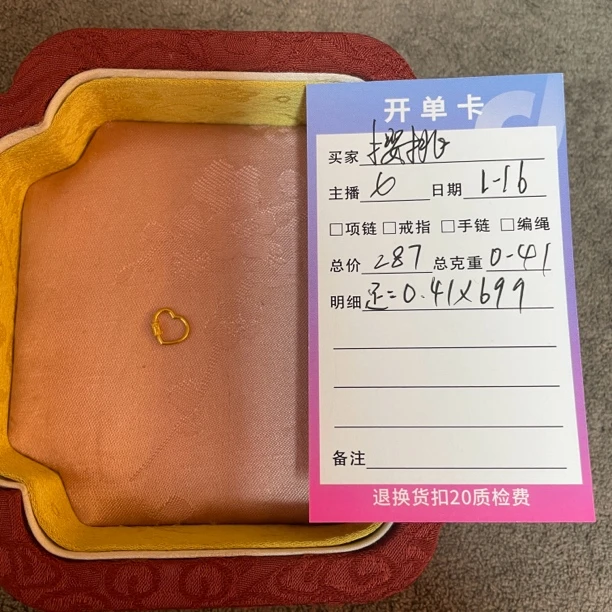 开单卡
买家 樱桃
主播 6 日期 1-16
□项链 □戒指 □手链 □编绳
总价 287 总克重 0-41
明细 =0.41×699
备注
退换货扣20质检费